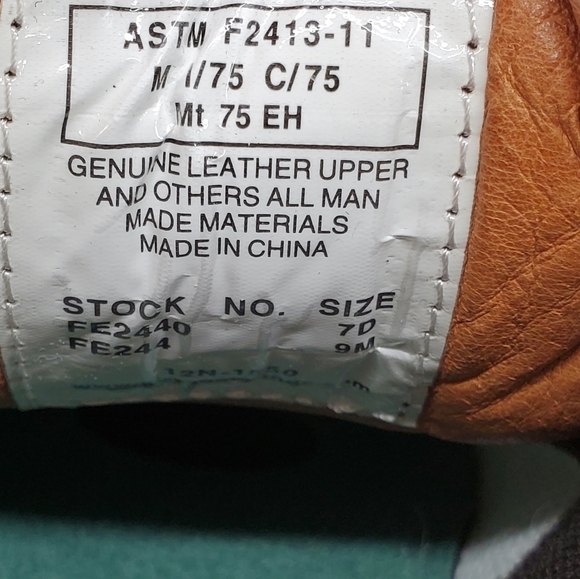 ASTM F2413-11
M I/75 C/75
Mt 75 EH
GENUINE LEATHER UPPER
AND OTHERS ALL MAN
MADE MATERIALS
MADE IN CHINA
STOCK NO. SIZE
FE2440 7D
FE244 9M